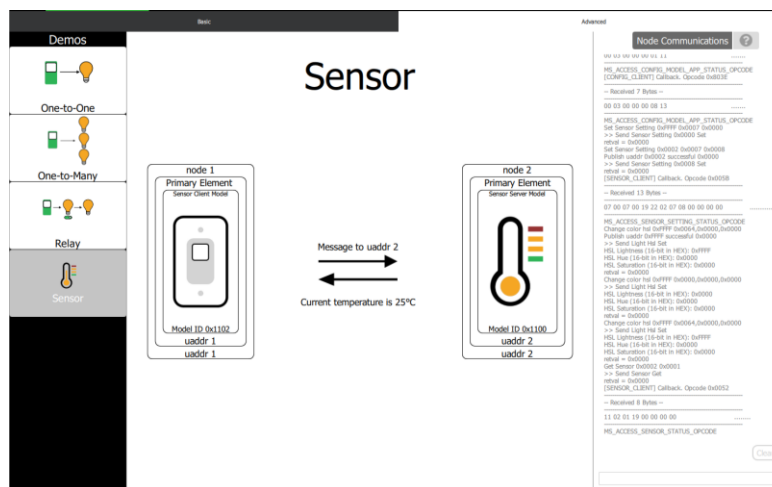 Basic
Advanced
Demos
One-to-One
One-to-Many
Relay
Sensor
Sensor
node 1
Primary Element
Sensor Client Model
Model ID 0x1102
uaddr 1
uaddr 1
Message to uaddr 2
Current temperature is 25°C
node 2
Primary Element
Sensor Server Model
Model ID 0x1100
uaddr 2
uaddr 2
Node Communications
?
00 03 00 00 00 01 11 .......
MS_ACCESS_CONFIG_MODEL_APP_STATUS_OPCODE
[CONFIG_CLIENT] Callback. Opcode 0x803E
-- Received 7 Bytes --
00 03 00 00 00 08 13 .......
MS_ACCESS_CONFIG_MODEL_APP_STATUS_OPCODE
Set Sensor Setting 0xFFFF 0x0007 0x0000
>> Send Sensor Setting 0x0000 Set
retval = 0x0000
Set Sensor Setting 0x0002 0x0007 0x0008
Publish uaddr 0x0002 successful 0x0000
>> Send Sensor Setting 0x0008 Set
retval = 0x0000
[SENSOR_CLIENT] Callback. Opcode 0x005B
-- Received 13 Bytes --
07 00 07 00 19 22 02 07 08 00 00 00 00 .............
MS_ACCESS_SENSOR_SETTING_STATUS_OPCODE
Change color hsl 0xFFFF 0x0064,0x0000,0x0000
Publish uaddr 0xFFFF successful 0x0000
>> Send Light Hsl Set
HSL Lightness (16-bit in HEX): 0xFFFF
HSL Hue (16-bit in HEX): 0x0000
HSL Saturation (16-bit in HEX): 0x0000
retval = 0x0000
Change color hsl 0xFFFF 0x0000,0x0000,0x0000
>> Send Light Hsl Set
HSL Lightness (16-bit in HEX): 0x0000
HSL Hue (16-bit in HEX): 0x0000
HSL Saturation (16-bit in HEX): 0x0000
retval = 0x0000
Change color hsl 0xFFFF 0x0064,0x0000,0x0000
>> Send Light Hsl Set
HSL Lightness (16-bit in HEX): 0xFFFF
HSL Hue (16-bit in HEX): 0x0000
HSL Saturation (16-bit in HEX): 0x0000
retval = 0x0000
Get Sensor 0x0002 0x0001
>> Send Sensor Get
retval = 0x0000
[SENSOR_CLIENT] Callback. Opcode 0x0052
-- Received 8 Bytes --
11 02 01 19 00 00 00 00 ........
MS_ACCESS_SENSOR_STATUS_OPCODE